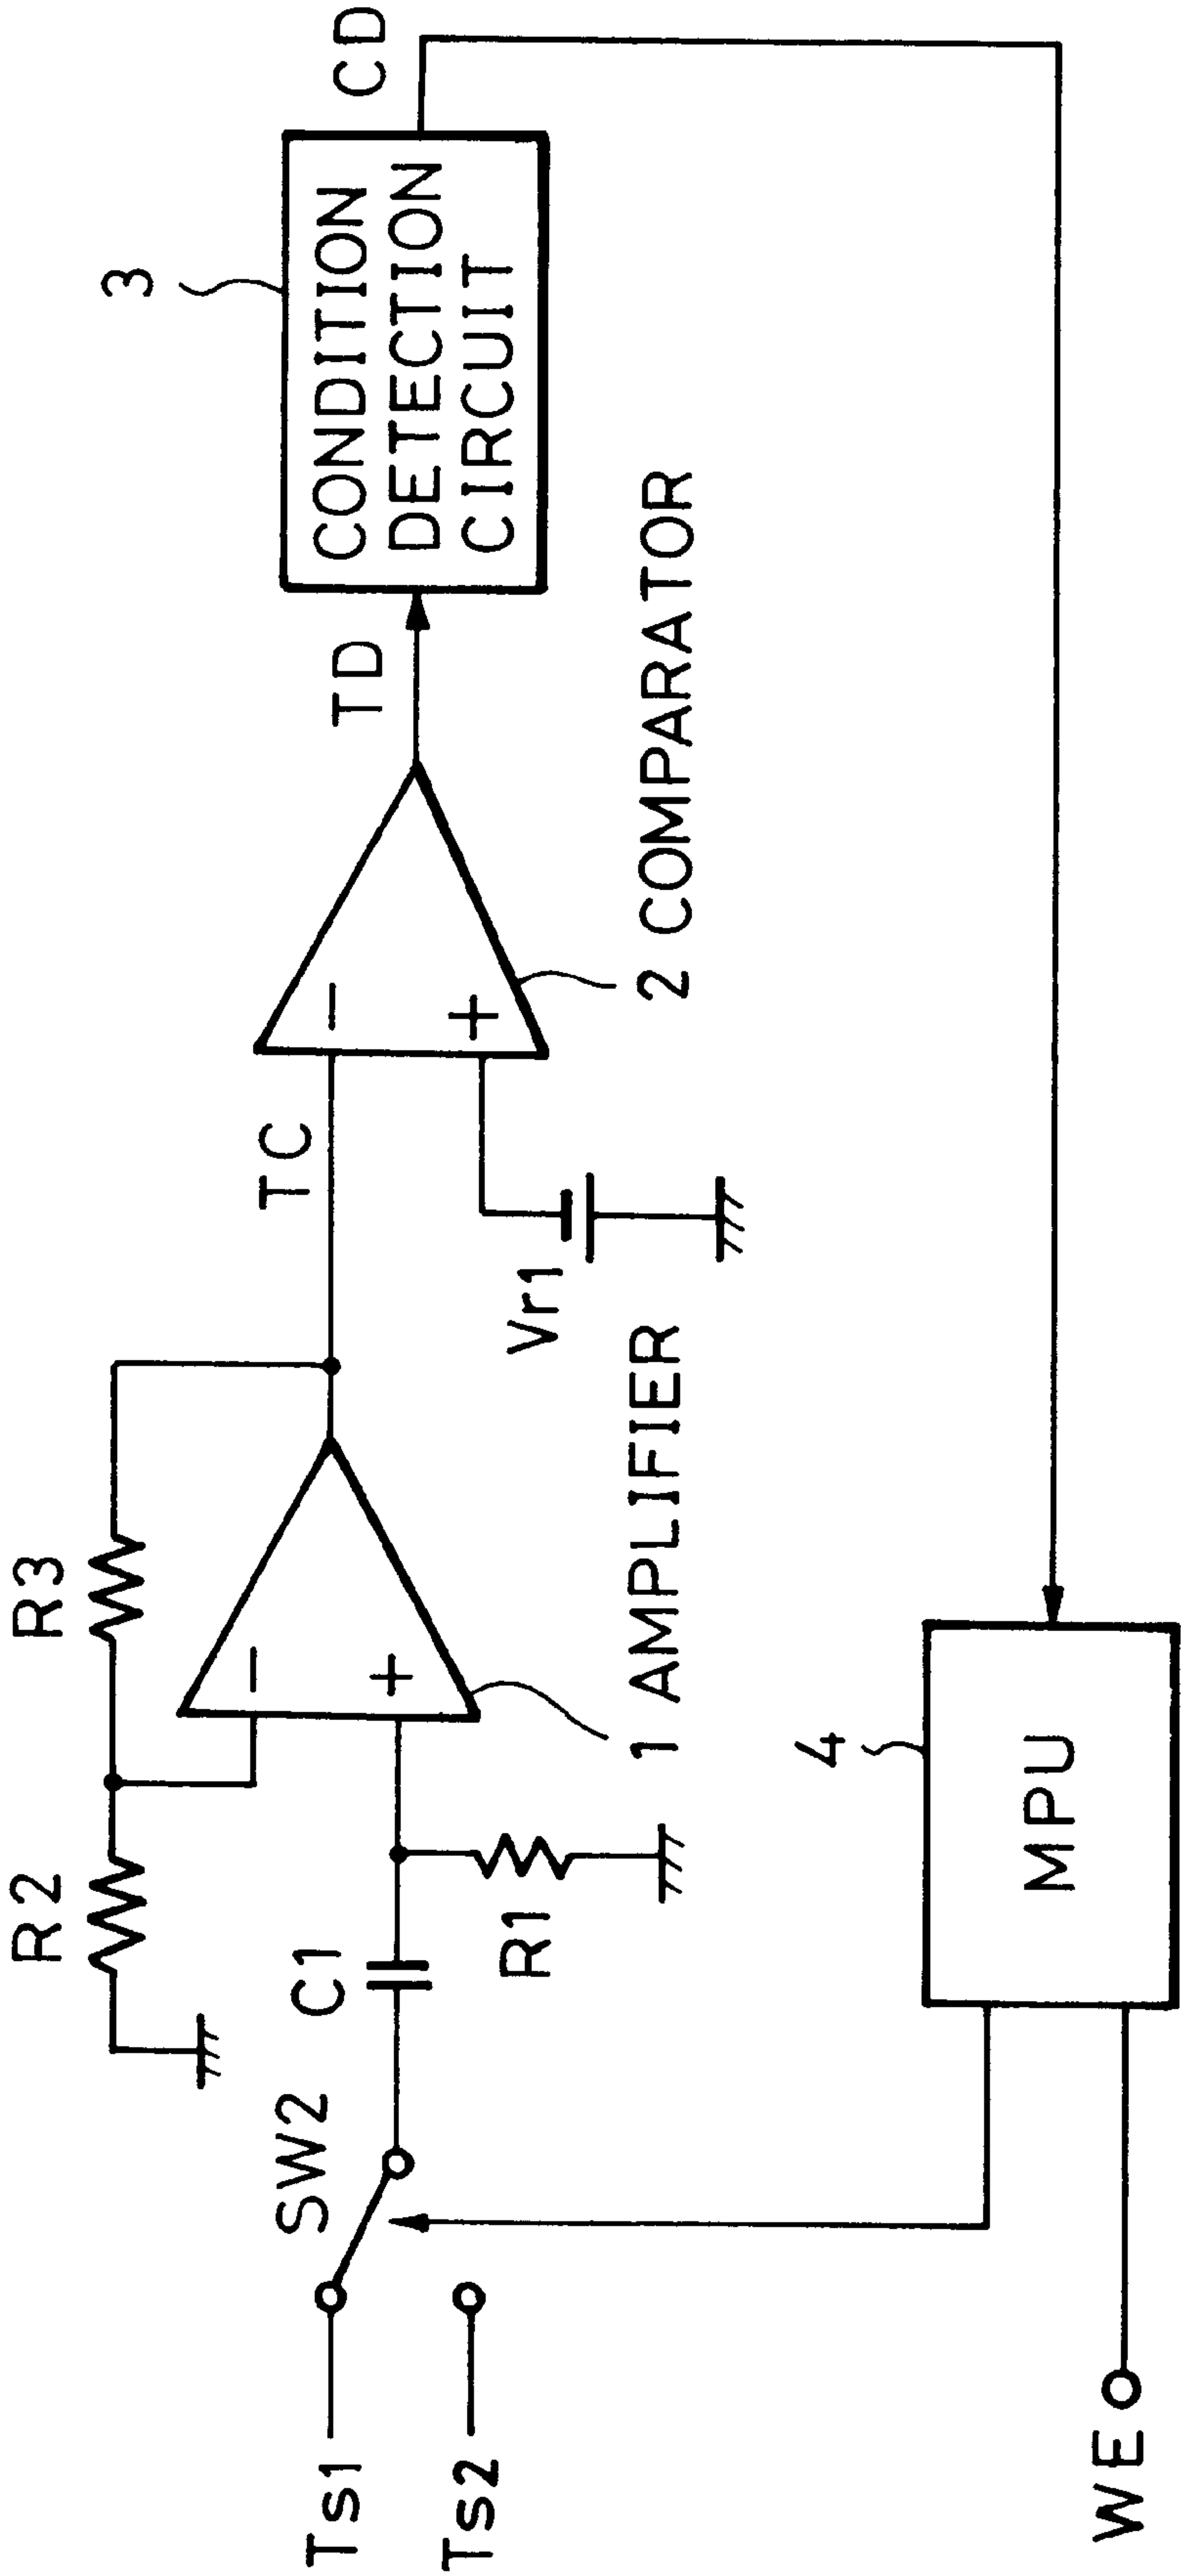 R2
R3
3
CONDITION
DETECTION
CIRCUIT
CD
TD
TC
SW2
C1
Ts1
Ts2
-
+
-
+
R1
Vr1
1 AMPLIFIER
2 COMPARATOR
4
MPU
WE